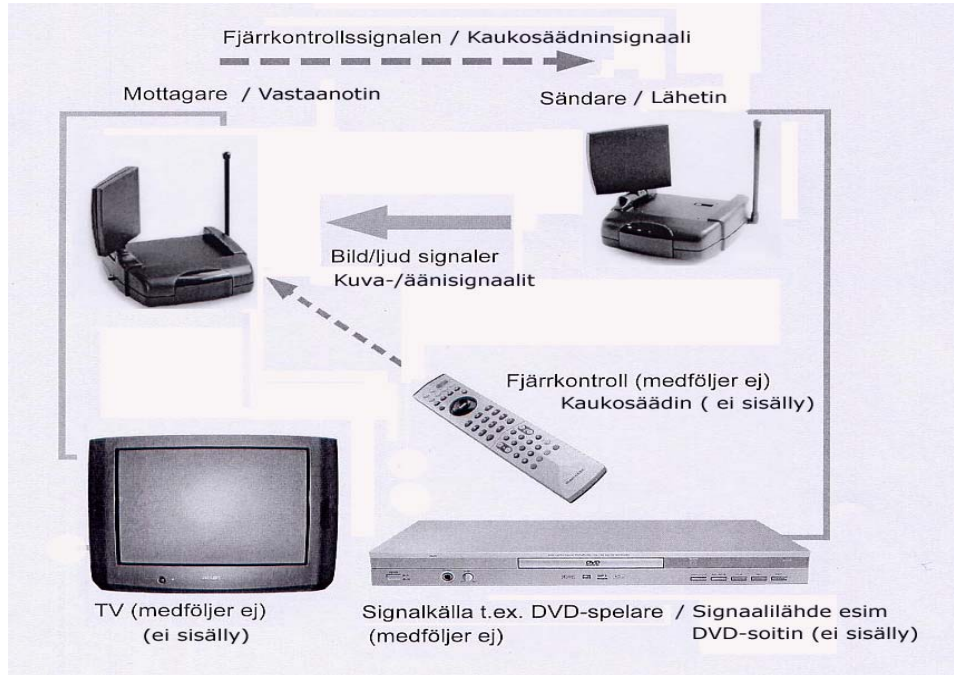 Fjärrkontrollssignalen / Kaukosäädninsignaali
Mottagare / Vastaanotin
Sändare / Lähetin
Bild/ljud signaler
Kuva-/äänisignaalit
Fjärrkontroll (medföljer ej)
Kaukosäädin ( ei sisälly)
TV (medföljer ej)
(ei sisälly)
DVD
Signalkälla t.ex. DVD-spelare / Signaalilähde esim
(medföljer ej) DVD-soitin (ei sisälly)